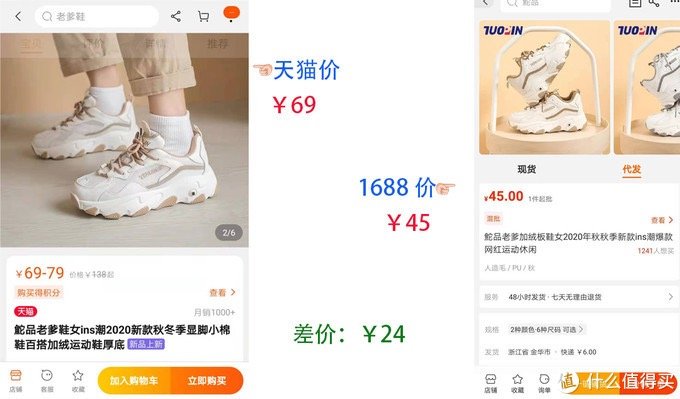 老爹鞋
宝贝 评价 详情 推荐
2/6
￥69-79 价格￥138起
购买得积分 查看 >
天猫 月销1000+
鮀品老爹鞋女ins潮2020新款秋冬季显脚小棉
鞋百搭加绒运动鞋厚底 新品上新
店铺 客服 收藏 加入购物车 立即购买
天猫价
￥69
1688 价
￥45
差价：￥24
鮀品
TUOPIN
TUOPIN
现货 代发
¥45.00 1件起批
混批 查看 >
鮀品老爹加绒板鞋女2020年秋秋季新款ins潮爆款
网红运动休闲 1241人想买
人造毛 / PU / 秋
服务 48小时发货 · 七天无理由退货 >
规格 2种颜色·6种尺码 可选 >
发货 浙江省 金华市 · 快递 ¥6.00
店铺 收藏 询单
值 什么值得买